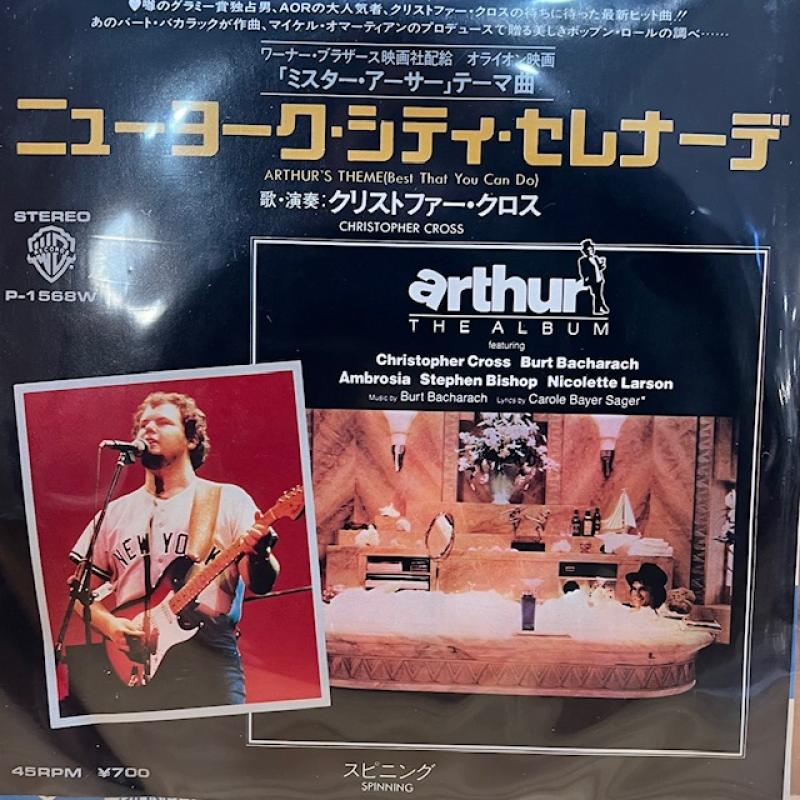 噂のグラミー賞独占男、AORの大人気者、クリストファー・クロスの待ちに待った最新ヒット曲!!
あのバート・バカラックが作曲、マイケル・オマーティアンのプロデュースで贈る美しきポップン・ロールの調べ……
ワーナー・ブラザース映画社配給 オライオン映画
「ミスター・アーサー」テーマ曲
ニューヨーク・シティ・セレナーデ
ARTHUR'S THEME(Best That You Can Do)
歌・演奏:クリストファー・クロス
CHRISTOPHER CROSS
STEREO
RECORDS
P-1568W
arthur
THE ALBUM
featuring
Christopher Cross Burt Bacharach
Ambrosia Stephen Bishop Nicolette Larson
Music by Burt Bacharach Lyrics by Carole Bayer Sager"
NEW YO
45RPM ¥700
スピニング
SPINNING